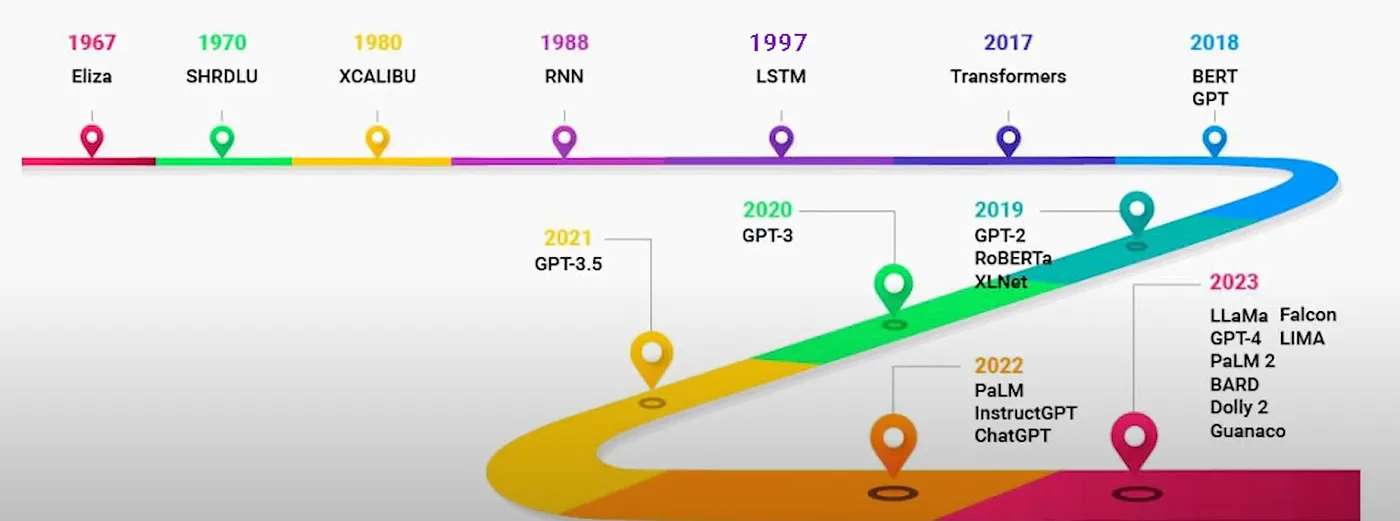 1967
Eliza
1970
SHRDLU
1980
XCALIBU
1988
RNN
1997
LSTM
2017
Transformers
2018
BERT
GPT
2019
GPT-2
RoBERTa
XLNet
2020
GPT-3
2021
GPT-3.5
2022
PaLM
InstructGPT
ChatGPT
2023
LLaMa Falcon
GPT-4 LIMA
PaLM 2
BARD
Dolly 2
Guanaco